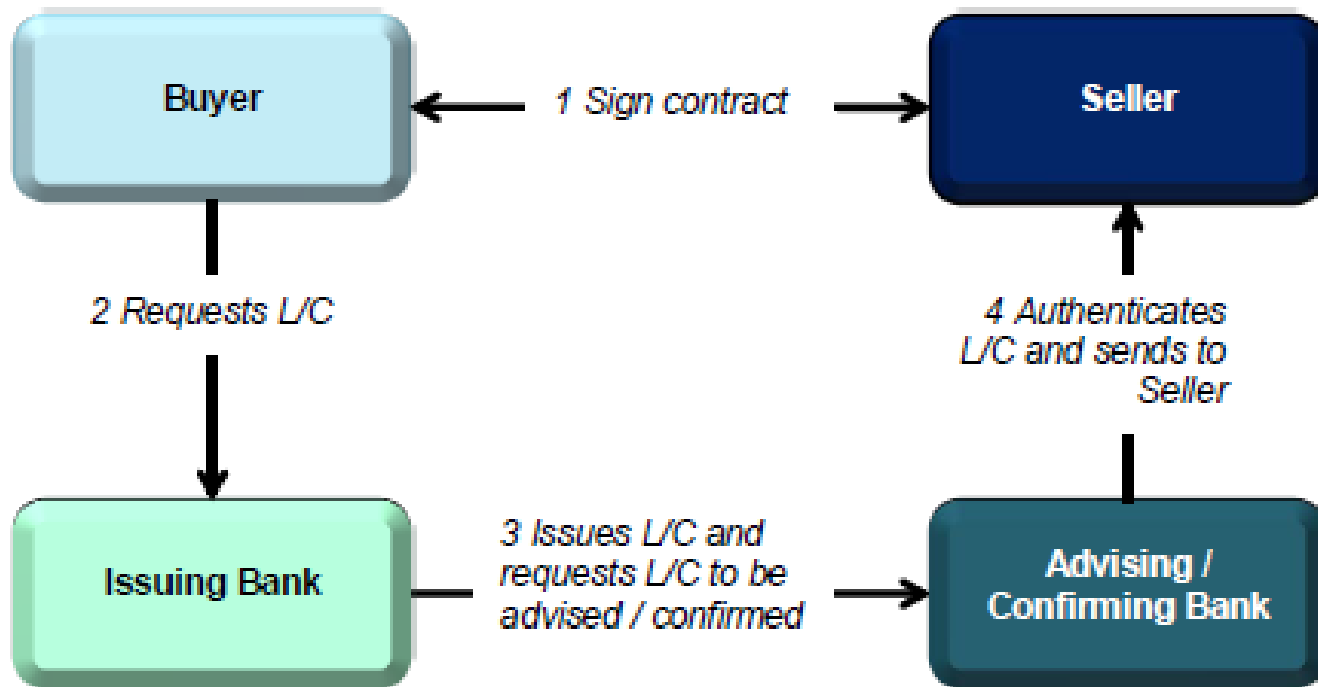 Buyer
1 Sign contract
Seller
2 Requests L/C
4 Authenticates
L/C and sends to
Seller
Issuing Bank
3 Issues L/C and
requests L/C to be
advised / confirmed
Advising /
Confirming Bank